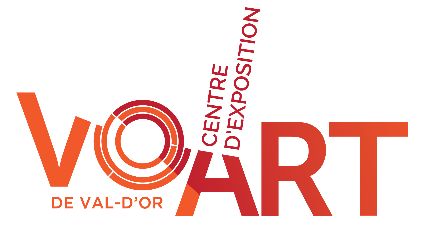 VOART
CENTRE
D'EXPOSITION
DE VAL-D'OR